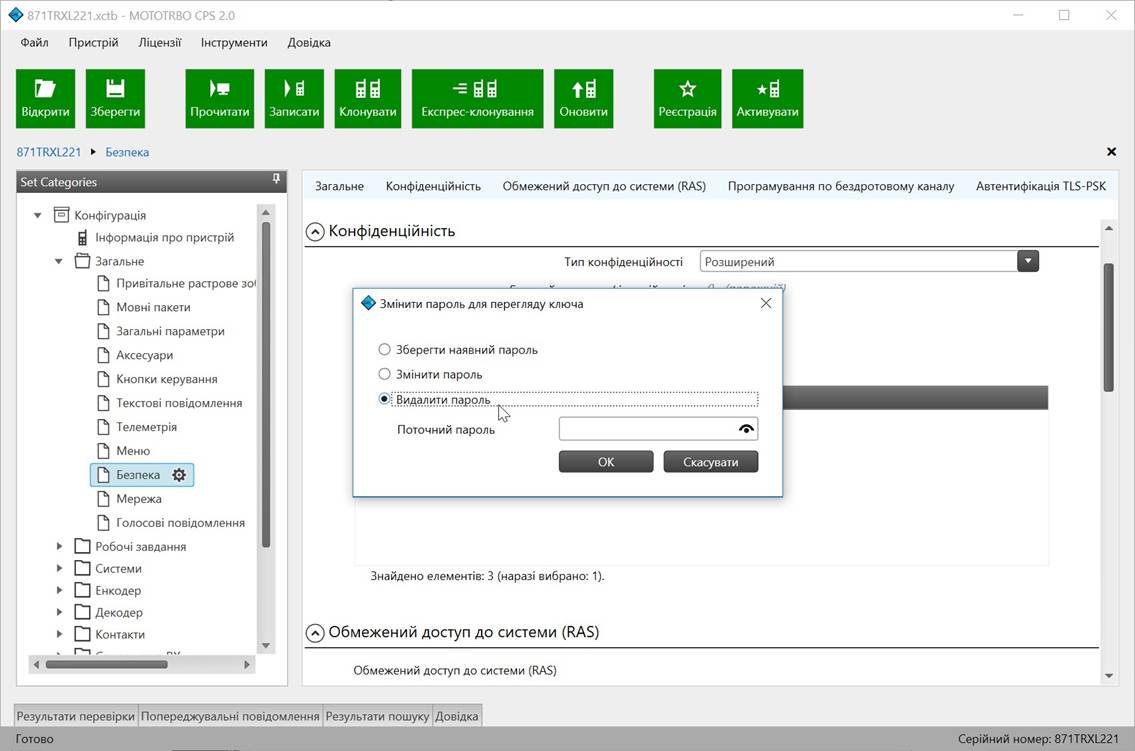 871TRXL221.xctb - MOTOTRBO CPS 2.0
Файл Пристрій Ліцензії Інструменти Довідка
Відкрити Зберегти Прочитати Записати Клонувати Експрес-клонування Оновити Реєстрація Активувати
871TRXL221 Безпека
Set Categories
Конфігурація
Інформація про пристрій
Загальне
Привітальне растрове
Мовні пакети
Загальні параметри
Аксесуари
Кнопки керування
Текстові повідомлення
Телеметрія
Меню
Безпека
Мережа
Голосові повідомлення
Робочі завдання
Системи
Енкодер
Декодер
Контакти
Загальне Конфіденційність Обмежений доступ до системи (RAS) Програмування по бездротовому каналу Автентифікація TLS-PSK
Конфіденційність
Тип конфіденційності Розширений
Змінити пароль для перегляду ключа
Зберегти наявний пароль
Змінити пароль
Видалити пароль
Поточний пароль
ОК Скасувати
Знайдено елементів: 3 (наразі вибрано: 1).
Обмежений доступ до системи (RAS)
Обмежений доступ до системи (RAS)
Результати перевірки Попереджувальні повідомлення Результати пошуку Довідка
Готово Серійний номер: 871TRXL221